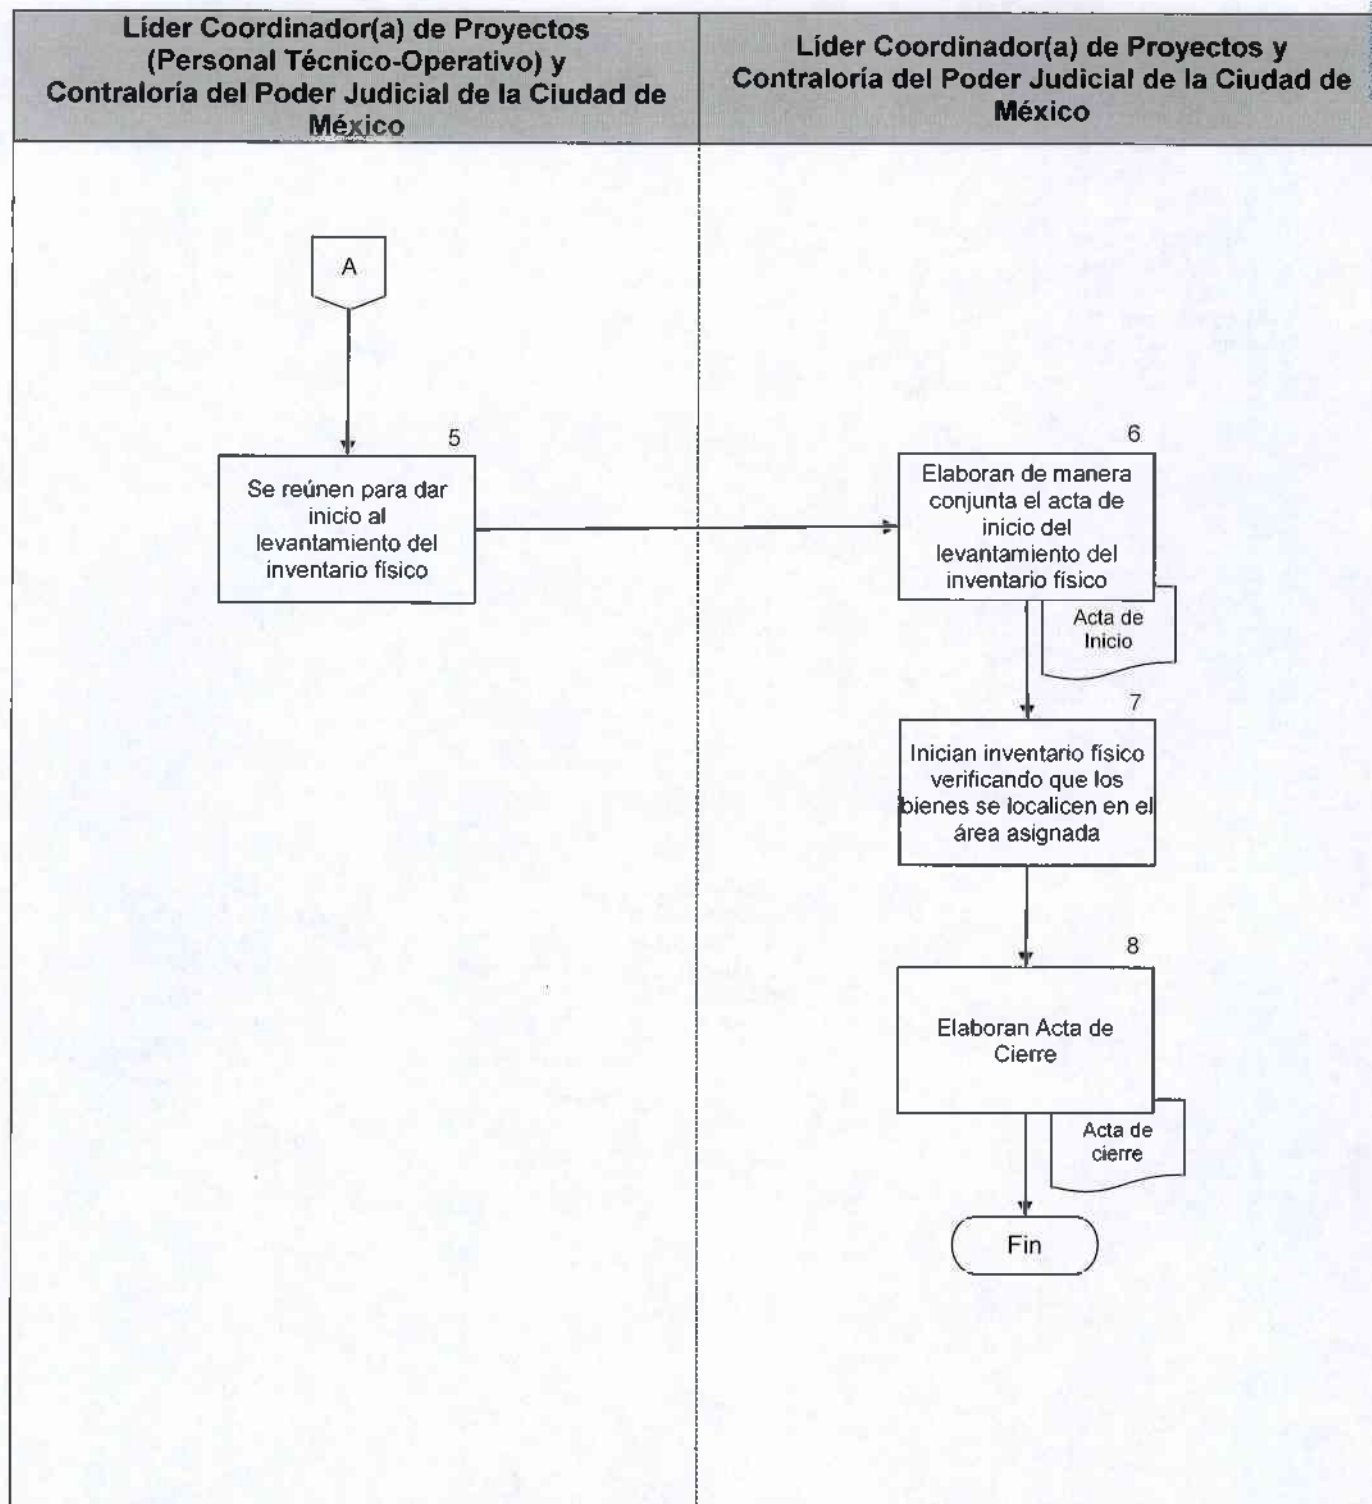 Líder Coordinador(a) de Proyectos
(Personal Técnico-Operativo) y
Contraloría del Poder Judicial de la Ciudad de
México
Líder Coordinador(a) de Proyectos y
Contraloría del Poder Judicial de la Ciudad de
México
A
5
Se reúnen para dar
inicio al
levantamiento del
inventario físico
6
Elaboran de manera
conjunta el acta de
inicio del
levantamiento del
inventario físico
Acta de
Inicio
7
Inician inventario físico
verificando que los
bienes se localicen en el
área asignada
8
Elaboran Acta de
Cierre
Acta de
cierre
Fin